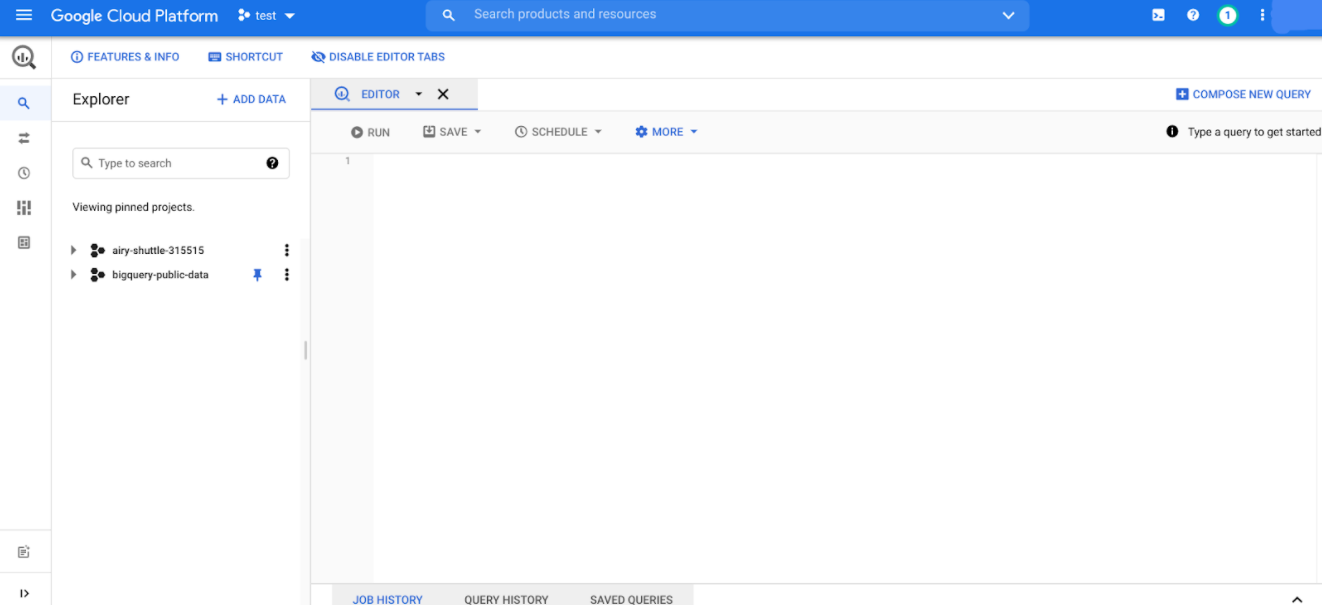 Google Cloud Platform test Search products and resources 1
FEATURES & INFO SHORTCUT DISABLE EDITOR TABS
Explorer + ADD DATA EDITOR COMPOSE NEW QUERY
RUN SAVE SCHEDULE MORE Type a query to get started
1
Type to search
Viewing pinned projects.
airy-shuttle-315515
bigquery-public-data
JOB HISTORY QUERY HISTORY SAVED QUERIES